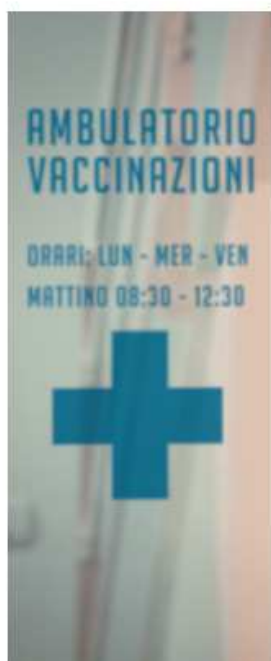 AMBULATORIO
VACCINAZIONI
ORARI: LUN - MER - VEN
MATTINO 08:30 - 12:30